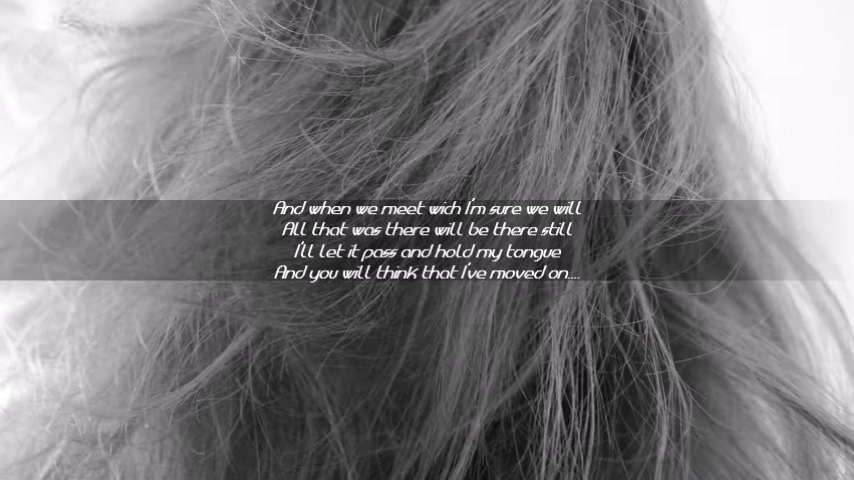 And when we meet wich I'm sure we will
All that was there will be there still
I'll let it pass and hold my tongue
And you will think that I've moved on....